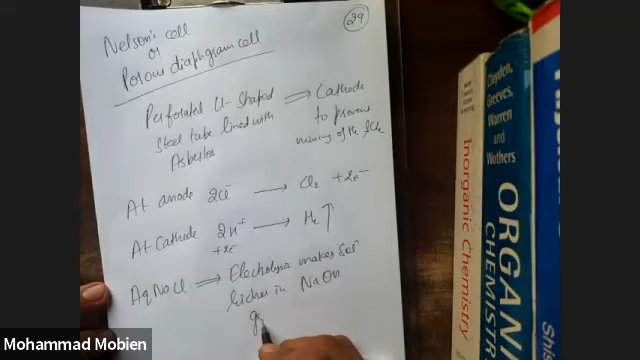 29
Nelson's cell
or
Porous diaphgram cell
Perforated U-shaped ⟹ Cathode
Steel tube lined with to prevent
Asbestos mixing of the
At anode 2Cl⁻ ⟶ Cl₂ + 2e⁻
At Cathode 2H⁺ ⟶ H₂ ↑
+2e⁻
Aq NaCl ⟹ Electrolysis makes Solⁿ
richer in NaOH
Inorganic Chemistry
Clayden,
Greeves,
Warren
and
Wothers
ORGANIC
CHEMISTRY
Mohammad Mobien